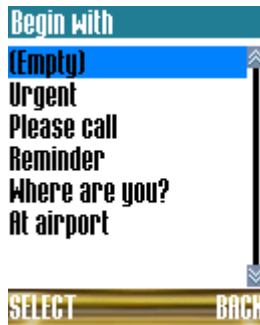 Begin with
(Empty)
Urgent
Please call
Reminder
Where are you?
At airport
SELECT
BACK